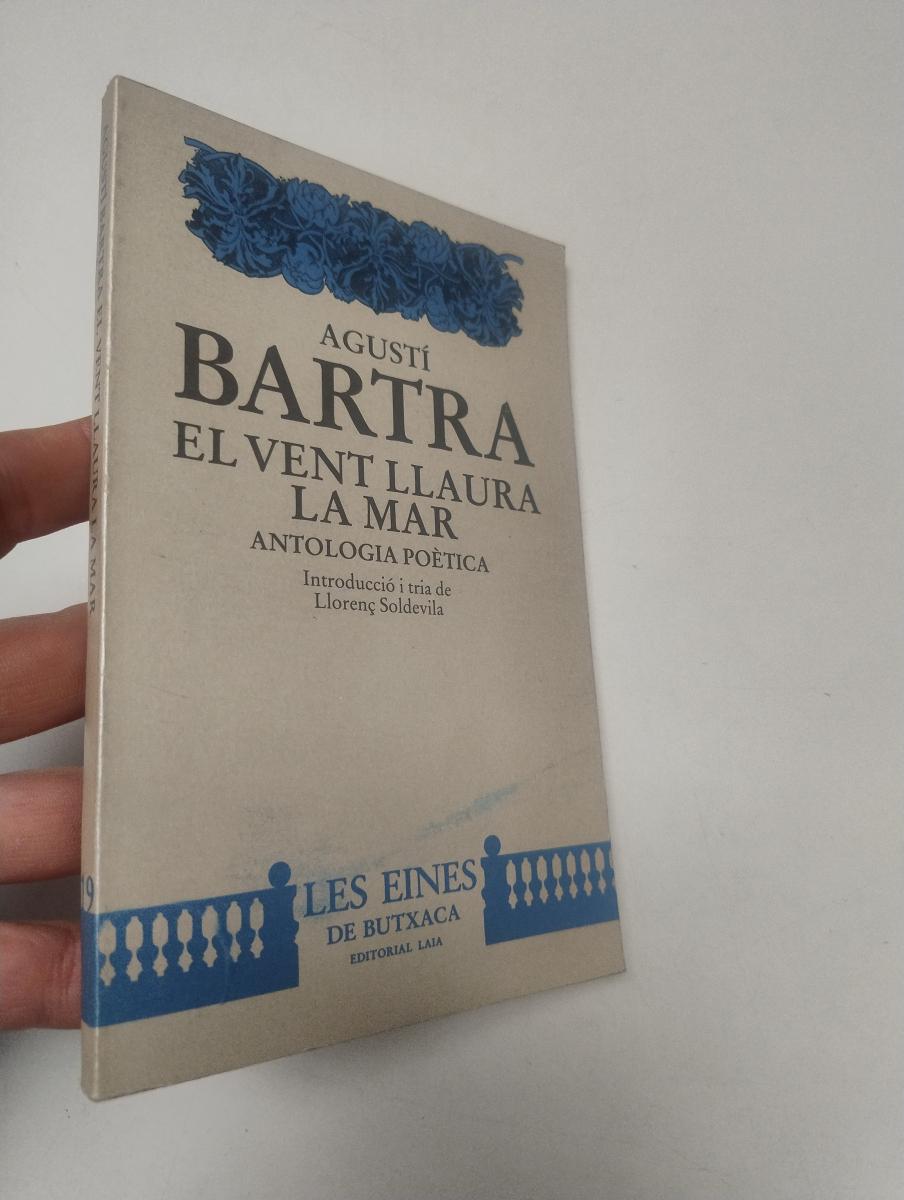 AGUSTÍ
BARTRA
EL VENT LLAURA
LA MAR
ANTOLOGIA POÈTICA
Introducció i tria de
Llorenç Soldevila
LES EINES
DE BUTXACA
EDITORIAL LAIA
AGUSTÍ BARTRA EL VENT LLAURA LA MAR